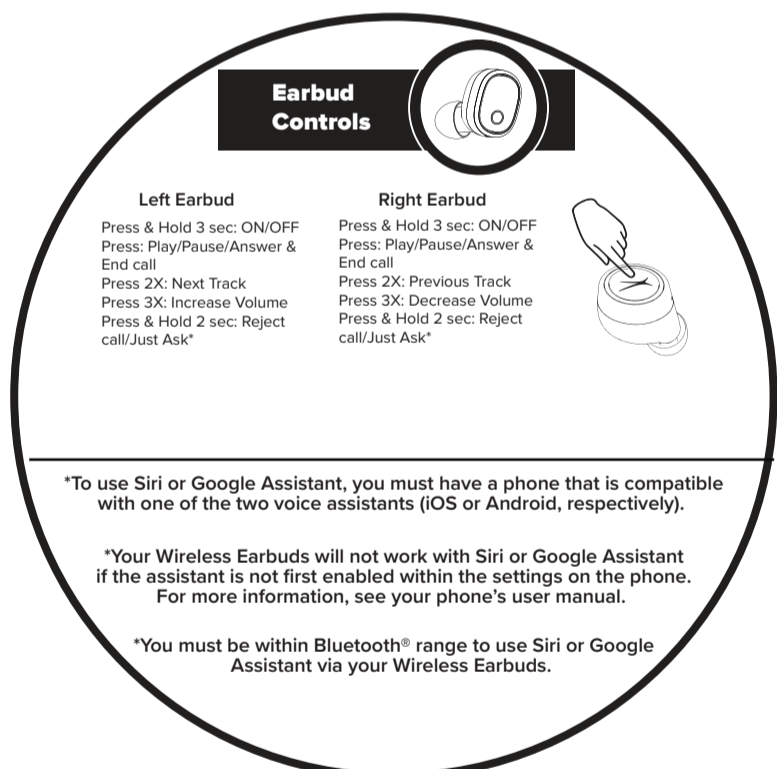 Earbud
Controls
Left Earbud
Press & Hold 3 sec: ON/OFF
Press: Play/Pause/Answer &
End call
Press 2X: Next Track
Press 3X: Increase Volume
Press & Hold 2 sec: Reject
call/Just Ask*
Right Earbud
Press & Hold 3 sec: ON/OFF
Press: Play/Pause/Answer &
End call
Press 2X: Previous Track
Press 3X: Decrease Volume
Press & Hold 2 sec: Reject
call/Just Ask*
*To use Siri or Google Assistant, you must have a phone that is compatible
with one of the two voice assistants (iOS or Android, respectively).
*Your Wireless Earbuds will not work with Siri or Google Assistant
if the assistant is not first enabled within the settings on the phone.
For more information, see your phone’s user manual.
*You must be within Bluetooth® range to use Siri or Google
Assistant via your Wireless Earbuds.